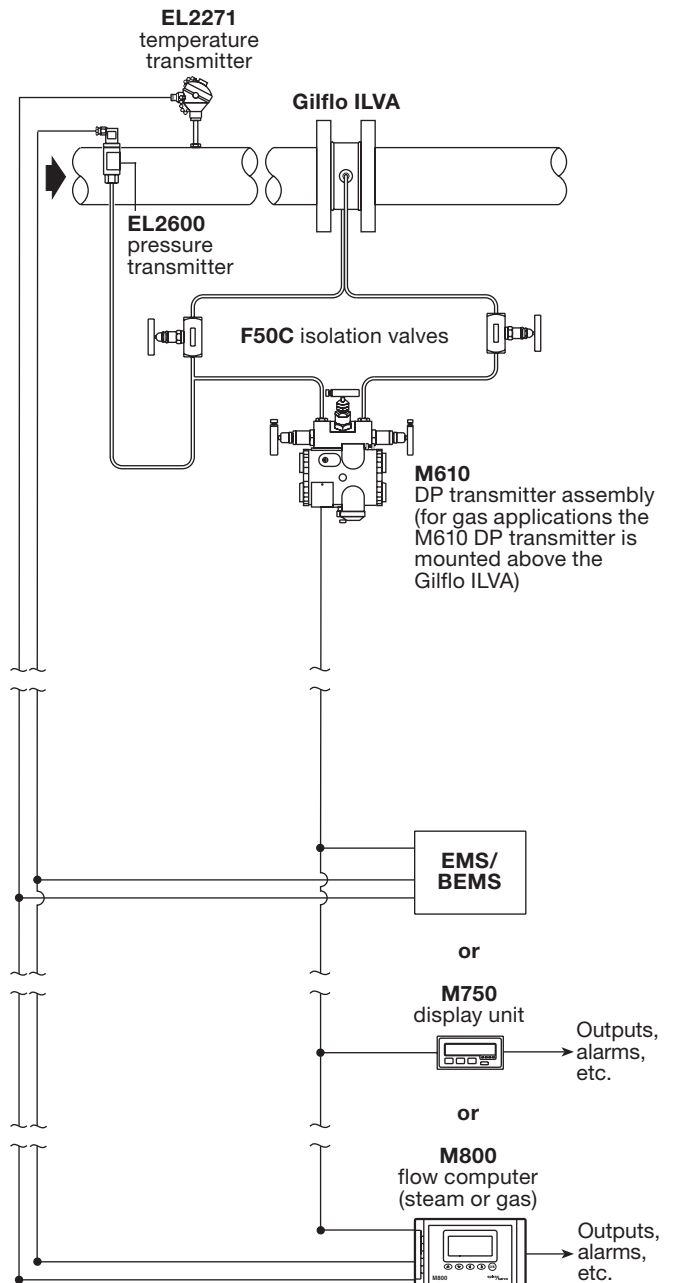 EL2271
temperature
transmitter
Gilflo ILVA
EL2600
pressure
transmitter
F50C isolation valves
M610
DP transmitter assembly
(for gas applications the
M610 DP transmitter is
mounted above the
Gilflo ILVA)
EMS/
BEMS
or
M750
display unit
Outputs,
alarms,
etc.
or
M800
flow computer
(steam or gas)
Outputs,
alarms,
etc.
M800